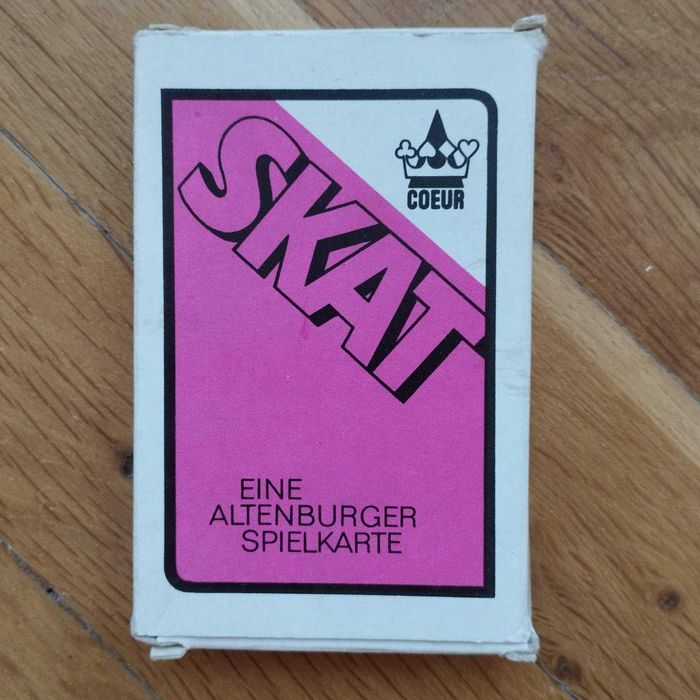 COEUR
SKAT
EINE
ALTENBURGER
SPIELKARTE